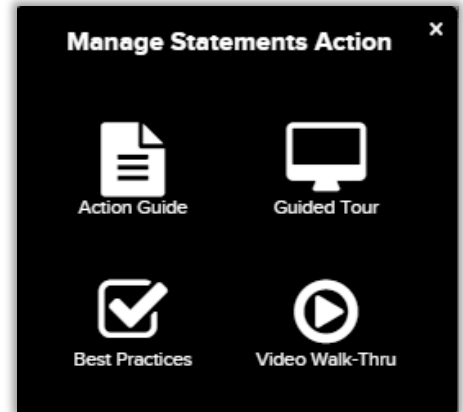 Manage Statements Action ×
Action Guide
Guided Tour
Best Practices
Video Walk-Thru